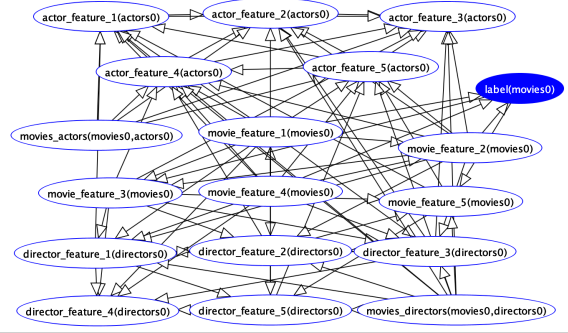 actor_feature_1(actors0)
actor_feature_2(actors0)
actor_feature_3(actors0)
actor_feature_4(actors0)
actor_feature_5(actors0)
label(movies0)
movies_actors(movies0,actors0)
movie_feature_1(movies0)
movie_feature_2(movies0)
movie_feature_3(movies0)
movie_feature_4(movies0)
movie_feature_5(movies0)
director_feature_1(directors0)
director_feature_2(directors0)
director_feature_3(directors0)
director_feature_4(directors0)
director_feature_5(directors0)
movies_directors(movies0,directors0)